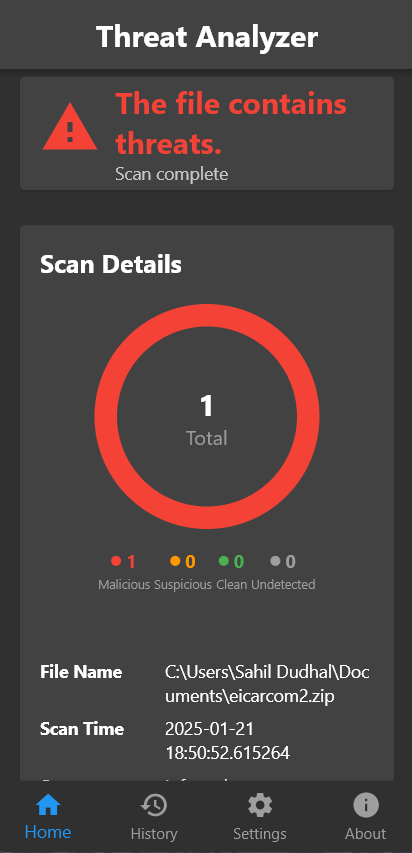 Threat Analyzer
The file contains
threats.
Scan complete
Scan Details
1
Total
1 0 0 0
Malicious Suspicious Clean Undetected
File Name C:\Users\Sahil Dudhal\Doc
uments\eicarcom2.zip
Scan Time 2025-01-21
18:50:52.615264
Home History Settings About